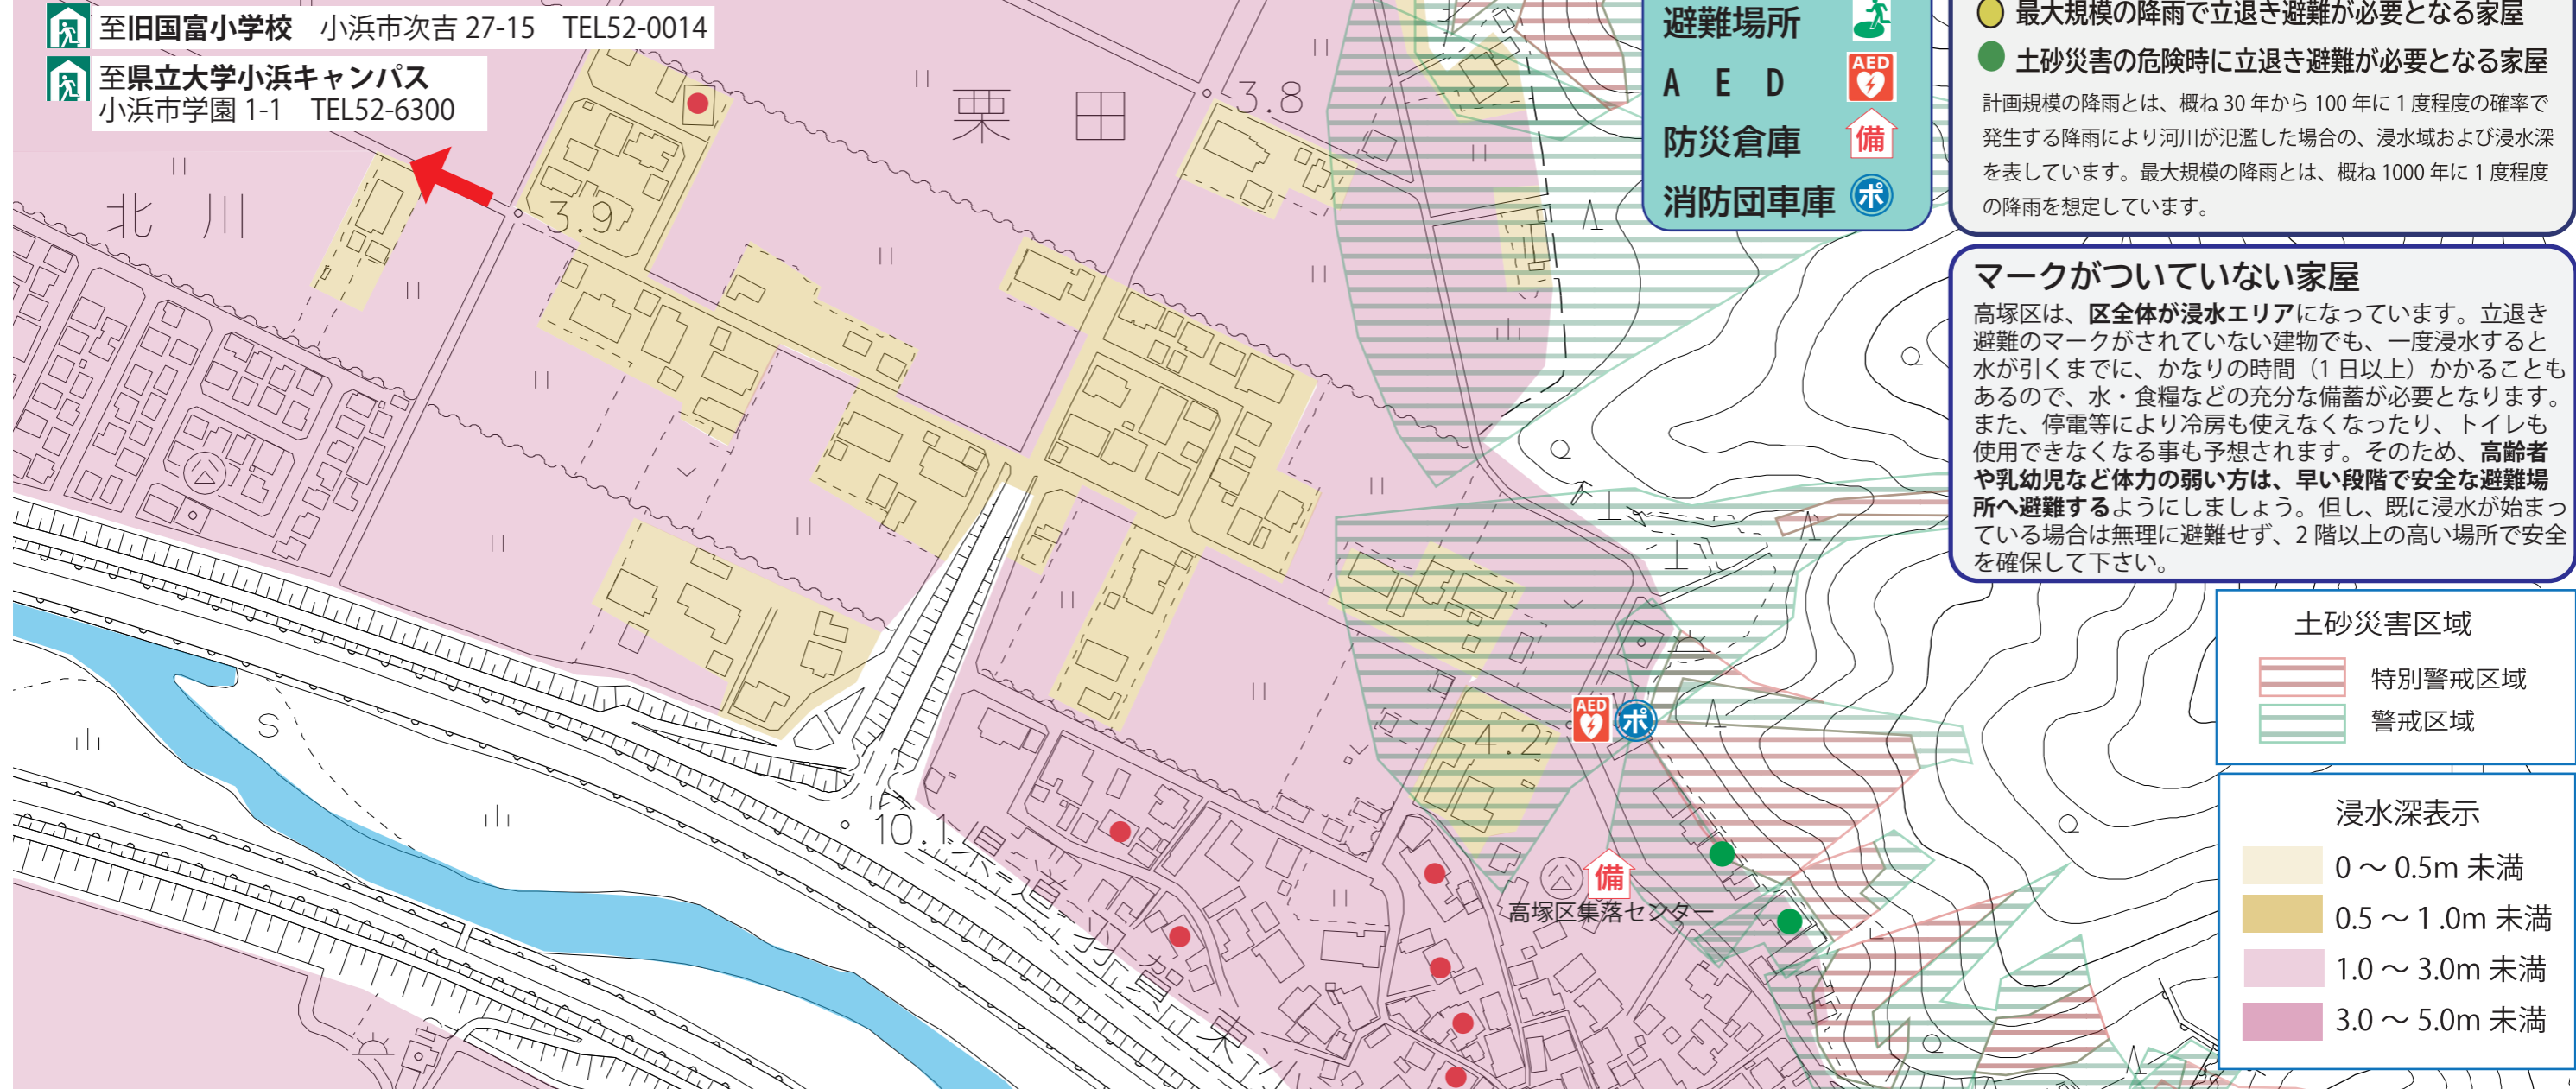 至旧国富小学校　小浜市次吉 27-15　TEL52-0014
至県立大学小浜キャンパス
小浜市学園 1-1　TEL52-6300
北 川
栗 田
3.9
3.8
4.2
10.1
S
県道羽賀
AED
ポ
備
高塚区集落センター
避難場所
A E D
AED
防災倉庫
備
消防団車庫
ポ
最大規模の降雨で立退き避難が必要となる家屋
土砂災害の危険時に立退き避難が必要となる家屋
計画規模の降雨とは、概ね 30 年から 100 年に 1 度程度の確率で
発生する降雨により河川が氾濫した場合の、浸水域および浸水深
を表しています。最大規模の降雨とは、概ね 1000 年に 1 度程度
の降雨を想定しています。
マークがついていない家屋
高塚区は、区全体が浸水エリアになっています。立退き
避難のマークがされていない建物でも、一度浸水すると
水が引くまでに、かなりの時間（1 日以上）かかることも
あるので、水・食糧などの充分な備蓄が必要となります。
また、停電等により冷房も使えなくなったり、トイレも
使用できなくなる事も予想されます。そのため、高齢者
や乳幼児など体力の弱い方は、早い段階で安全な避難場
所へ避難するようにしましょう。但し、既に浸水が始まっ
ている場合は無理に避難せず、2 階以上の高い場所で安全
を確保して下さい。
土砂災害区域
特別警戒区域
警戒区域
浸水深表示
0 〜 0.5m 未満
0.5 〜 1.0m 未満
1.0 〜 3.0m 未満
3.0 〜 5.0m 未満